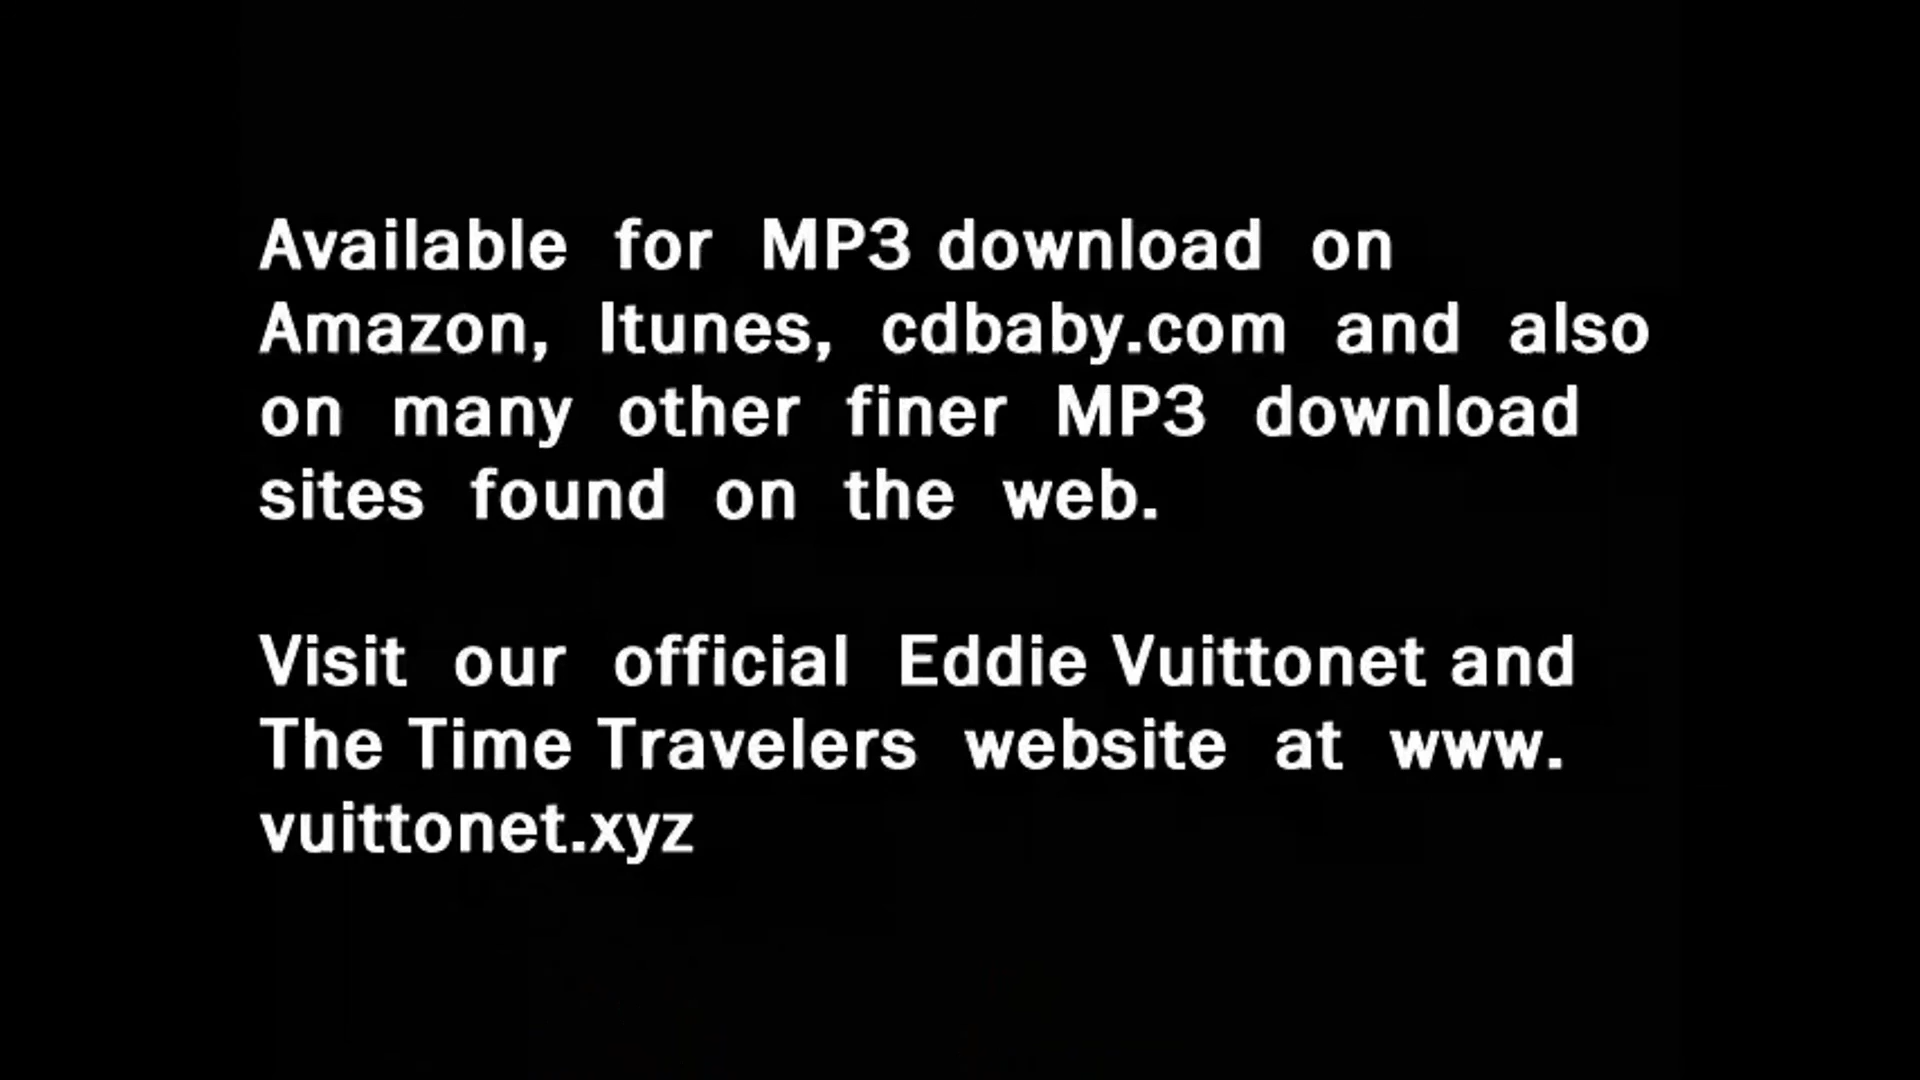 Available for MP3 download on
Amazon, Itunes, cdbaby.com and also
on many other finer MP3 download
sites found on the web.
Visit our official Eddie Vuittonet and
The Time Travelers website at www.
vuittonet.xyz